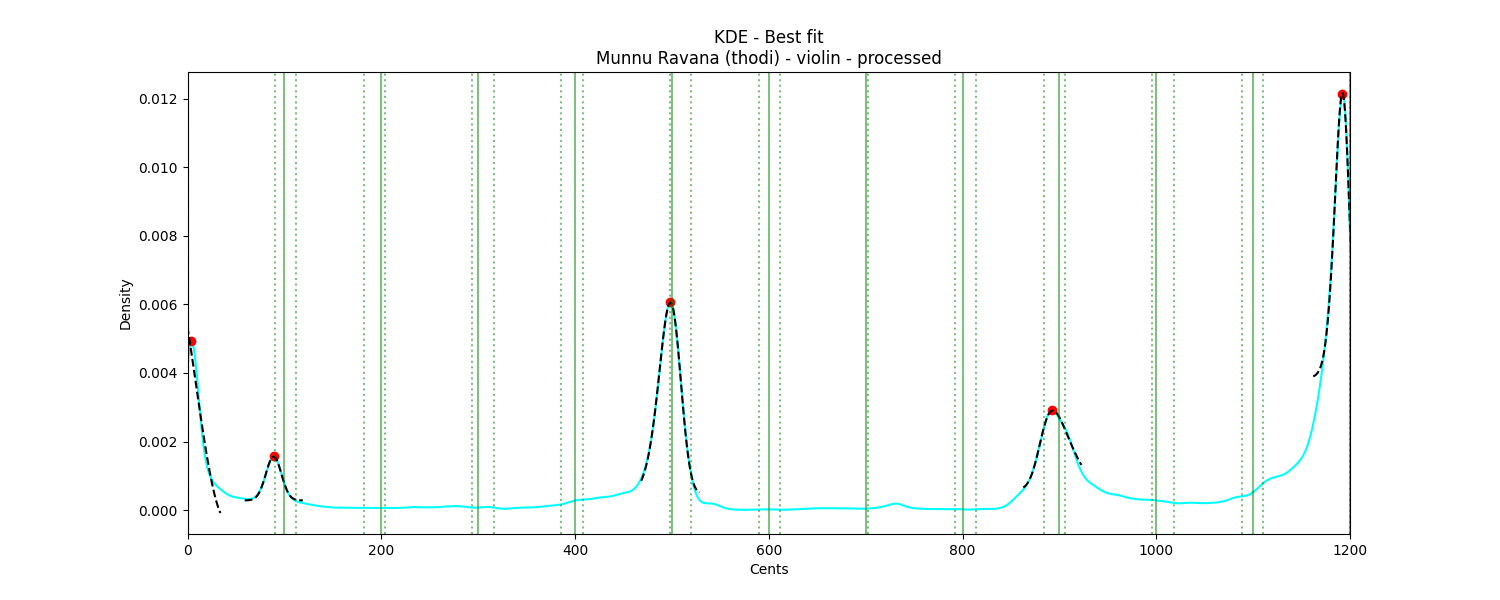 KDE - Best fit
Munnu Ravana (thodi) - violin - processed
0.012
0.010
0.008
0.006
0.004
0.002
0.000
Density
0 200 400 600 800 1000 1200
Cents